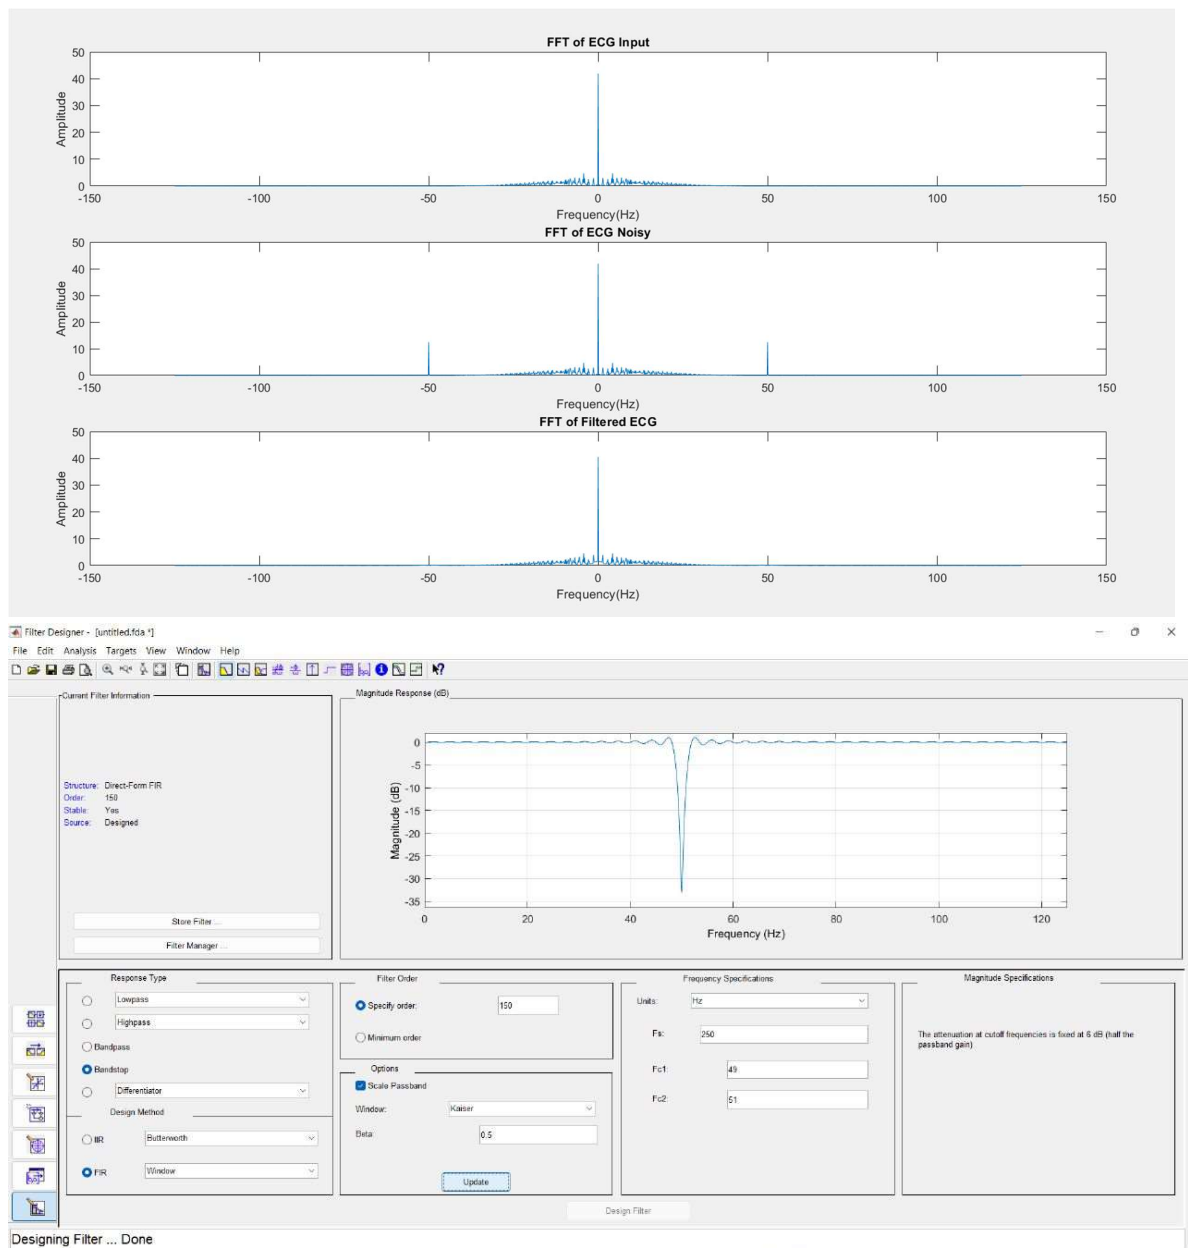 FFT of ECG Input
50
40
30
20
10
0
Amplitude
-150 -100 -50 0 50 100 150
Frequency(Hz)
FFT of ECG Noisy
50
40
30
20
10
0
Amplitude
-150 -100 -50 0 50 100 150
Frequency(Hz)
FFT of Filtered ECG
50
40
30
20
10
0
Amplitude
-150 -100 -50 0 50 100 150
Frequency(Hz)
Filter Designer - [untitled.fda *]
File Edit Analysis Targets View Window Help
Current Filter Information
Structure: Direct-Form FIR
Order: 150
Stable: Yes
Source: Designed
Store Filter ...
Filter Manager ...
Magnitude Response (dB)
0
-5
-10
-15
-20
-25
-30
-35
Magnitude (dB)
0 20 40 60 80 100 120
Frequency (Hz)
Response Type
Lowpass
Highpass
Bandpass
Bandstop
Differentiator
Design Method
IIR Butterworth
FIR Window
Filter Order
Specify order: 150
Minimum order
Options
Scale Passband
Window: Kaiser
Beta: 0.5
Update
Frequency Specifications
Units: Hz
Fs: 250
Fc1: 49
Fc2: 51
Magnitude Specifications
The attenuation at cutoff frequencies is fixed at 6 dB (half the
passband gain)
Design Filter
Designing Filter ... Done